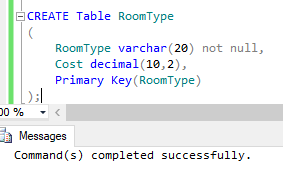 CREATE Table RoomType
(
RoomType varchar(20) not null,
Cost decimal(10,2),
Primary Key(RoomType)
);
00 %
Messages
Command(s) completed successfully.